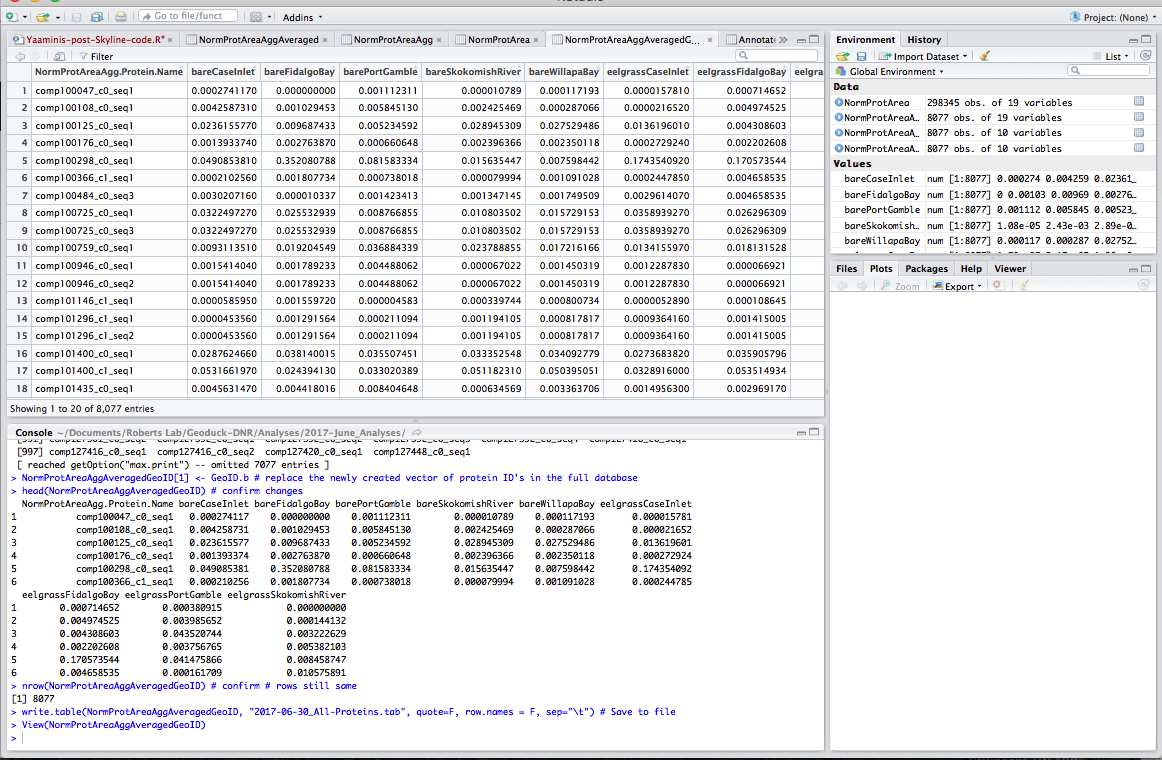 Go to file/funct
Addins
Project: (None)
Yaaminis-post-Skyline-code.R*
NormProtAreaAggAveraged
NormProtAreaAgg
NormProtArea
NormProtAreaAggAveragedG...
Annotat
Filter
NormProtAreaAgg.Protein.Name bareCaseInlet bareFidalgoBay barePortGamble bareSkokomishRiver bareWillapaBay eelgrassCaseInlet eelgrassFidalgoBay eelgra
1 comp100047_c0_seq1 0.0002741170 0.000000000 0.001112311 0.000010789 0.000117193 0.0000157810 0.000714652
2 comp100108_c0_seq1 0.0042587310 0.001029453 0.005845130 0.002425469 0.000287066 0.0000216520 0.004974525
3 comp100125_c0_seq1 0.0236155770 0.009687433 0.005234592 0.028945309 0.027529486 0.0136196010 0.004308603
4 comp100176_c0_seq1 0.0013933740 0.002763870 0.000660648 0.002396366 0.002350118 0.0002729240 0.002202608
5 comp100298_c0_seq1 0.0490853810 0.352080788 0.081583334 0.015635447 0.007598442 0.1743540920 0.170573544
6 comp100366_c1_seq1 0.0002102560 0.001807734 0.000738018 0.000079994 0.001091028 0.0002447850 0.004658535
7 comp100484_c0_seq3 0.0030207160 0.000010337 0.001423413 0.001347145 0.001749509 0.0029614070 0.004658535
8 comp100725_c0_seq1 0.0322497270 0.025532939 0.008766855 0.010803502 0.015729153 0.0358939270 0.026296309
9 comp100725_c0_seq3 0.0322497270 0.025532939 0.008766855 0.010803502 0.015729153 0.0358939270 0.026296309
10 comp100759_c0_seq1 0.0093113510 0.019204549 0.036884339 0.023788855 0.017216166 0.0134155970 0.018131528
11 comp100946_c0_seq1 0.0015414040 0.001789233 0.004488062 0.000067022 0.001450319 0.0012287830 0.000066921
12 comp100946_c0_seq2 0.0015414040 0.001789233 0.004488062 0.000067022 0.001450319 0.0012287830 0.000066921
13 comp101146_c1_seq1 0.0000585950 0.001559720 0.000004583 0.000339744 0.000800734 0.0000052890 0.000108645
14 comp101296_c1_seq1 0.0000453560 0.001291564 0.000211094 0.001194105 0.000817817 0.0009364160 0.001415005
15 comp101296_c1_seq2 0.0000453560 0.001291564 0.000211094 0.001194105 0.000817817 0.0009364160 0.001415005
16 comp101400_c0_seq1 0.0287624660 0.038140015 0.035507451 0.033352548 0.034092779 0.0273683820 0.035905796
17 comp101400_c1_seq1 0.0531661970 0.024394130 0.033020389 0.051182310 0.050395051 0.0328916000 0.053514934
18 comp101435_c0_seq1 0.0045631470 0.004418016 0.008404648 0.000634569 0.003363706 0.0014956300 0.002969170
Showing 1 to 20 of 8,077 entries
Console ~/Documents/Roberts Lab/Geoduck-DNR/Analyses/2017-June_Analyses/
[997] comp127416_c0_seq1 comp127416_c0_seq2 comp127420_c0_seq1 comp127448_c0_seq1
[ reached getOption("max.print") -- omitted 7077 entries ]
> NormProtAreaAggAveragedGeoID[1] <- GeoID.b # replace the newly created vector of protein ID's in the full database
> head(NormProtAreaAggAveragedGeoID) # confirm changes
NormProtAreaAgg.Protein.Name bareCaseInlet bareFidalgoBay barePortGamble bareSkokomishRiver bareWillapaBay eelgrassCaseInlet
1 comp100047_c0_seq1 0.000274117 0.000000000 0.001112311 0.000010789 0.000117193 0.000015781
2 comp100108_c0_seq1 0.004258731 0.001029453 0.005845130 0.002425469 0.000287066 0.000021652
3 comp100125_c0_seq1 0.023615577 0.009687433 0.005234592 0.028945309 0.027529486 0.013619601
4 comp100176_c0_seq1 0.001393374 0.002763870 0.000660648 0.002396366 0.002350118 0.000272924
5 comp100298_c0_seq1 0.049085381 0.352080788 0.081583334 0.015635447 0.007598442 0.174354092
6 comp100366_c1_seq1 0.000210256 0.001807734 0.000738018 0.000079994 0.001091028 0.000244785
eelgrassFidalgoBay eelgrassPortGamble eelgrassSkokomishRiver
1 0.000714652 0.000380915 0.000000000
2 0.004974525 0.003985652 0.000144132
3 0.004308603 0.043520744 0.003222629
4 0.002202608 0.003756765 0.005382103
5 0.170573544 0.041475866 0.008458747
6 0.004658535 0.000161709 0.010575891
> nrow(NormProtAreaAggAveragedGeoID) # confirm # rows still same
[1] 8077
> write.table(NormProtAreaAggAveragedGeoID, "2017-06-30_All-Proteins.tab", quote=F, row.names = F, sep="\t") # Save to file
> View(NormProtAreaAggAveragedGeoID)
>
Environment History
Import Dataset
List
Global Environment
Data
NormProtArea 298345 obs. of 19 variables
NormProtAreaA… 8077 obs. of 19 variables
NormProtAreaA… 8077 obs. of 10 variables
NormProtAreaA… 8077 obs. of 10 variables
Values
bareCaseInlet num [1:8077] 0.000274 0.004259 0.02361…
bareFidalgoBay num [1:8077] 0 0.00103 0.00969 0.00276…
barePortGamble num [1:8077] 0.001112 0.005845 0.00523…
bareSkokomish… num [1:8077] 1.08e-05 2.43e-03 2.89e-0…
bareWillapaBay num [1:8077] 0.000117 0.000287 0.02752…
Files Plots Packages Help Viewer
Zoom Export